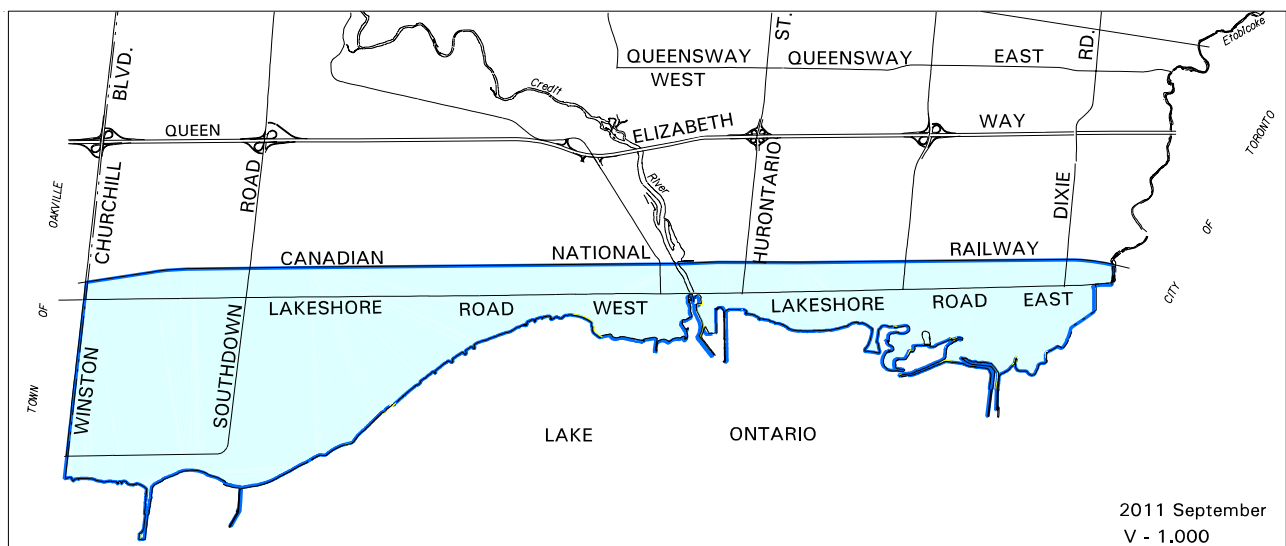 BLVD.
ST.
RD.
Etobicoke
QUEENSWAY WEST
QUEENSWAY EAST
Credit
QUEEN ELIZABETH WAY
TORONTO
OF
CITY
River
ROAD
CHURCHILL
HURONTARIO
DIXIE
OAKVILLE
OF
TOWN
CANADIAN NATIONAL RAILWAY
LAKESHORE ROAD WEST
LAKESHORE ROAD EAST
SOUTHDOWN
WINSTON
LAKE ONTARIO
2011 September
V - 1.000